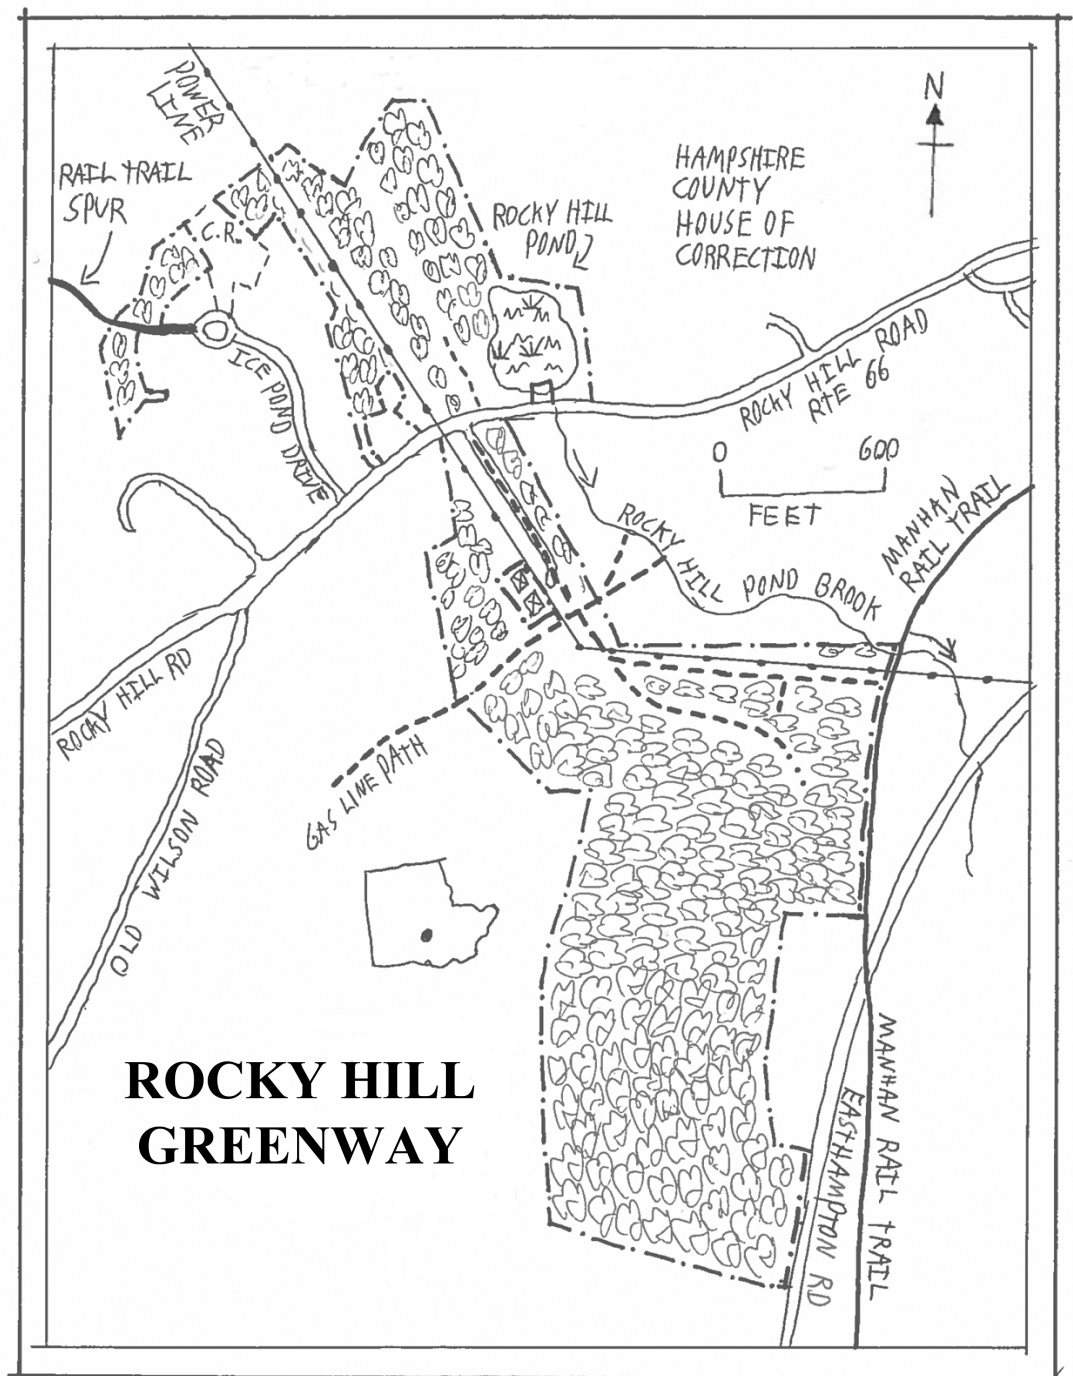 POWER
LINE
N
RAIL TRAIL
SPUR
HAMPSHIRE
COUNTY
HOUSE OF
CORRECTION
ROCKY HILL
POND
C.R.
ICE POND DRIVE
ROCKY HILL ROAD
RTE 66
0 600
FEET
MANHAN
RAIL TRAIL
ROCKY HILL POND BROOK
ROCKY HILL RD
OLD WILSON ROAD
GAS LINE PATH
ROCKY HILL
GREENWAY
MANHAN RAIL TRAIL
EASTHAMPTON RD